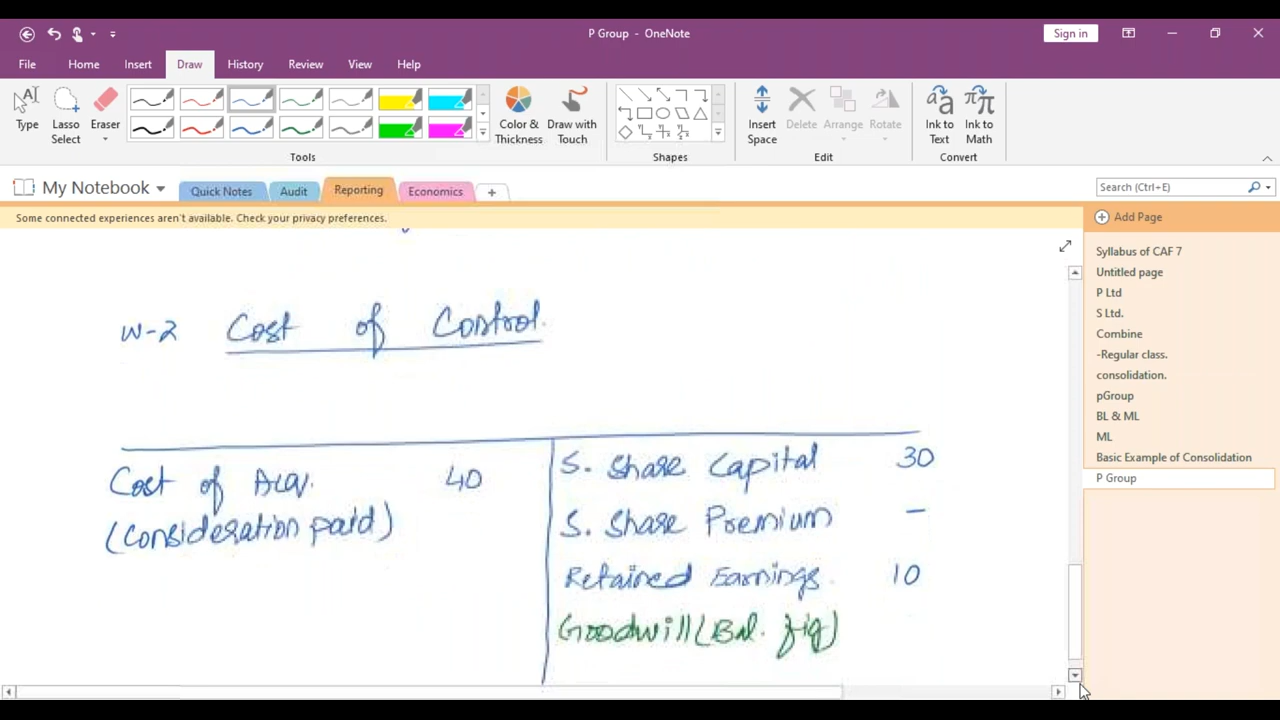 P Group - OneNote
Sign in
File Home Insert Draw History Review View Help
Type
Lasso Select
Eraser
Color & Thickness
Draw with Touch
Insert Space
Delete
Arrange
Rotate
Ink to Text
Ink to Math
Tools
Shapes
Edit
Convert
My Notebook
Quick Notes
Audit
Reporting
Economics
Search (Ctrl+E)
Some connected experiences aren't available. Check your privacy preferences.
Add Page
Syllabus of CAF 7
Untitled page
P Ltd
S Ltd.
Combine
-Regular class.
consolidation.
pGroup
BL & ML
ML
Basic Example of Consolidation
P Group
W-2 Cost of Control.
Cost of Acq. 40
(Consideration paid)
S. Share Capital 30
S. Share Premium -
Retained Earnings. 10
Goodwill (Bal. fig)